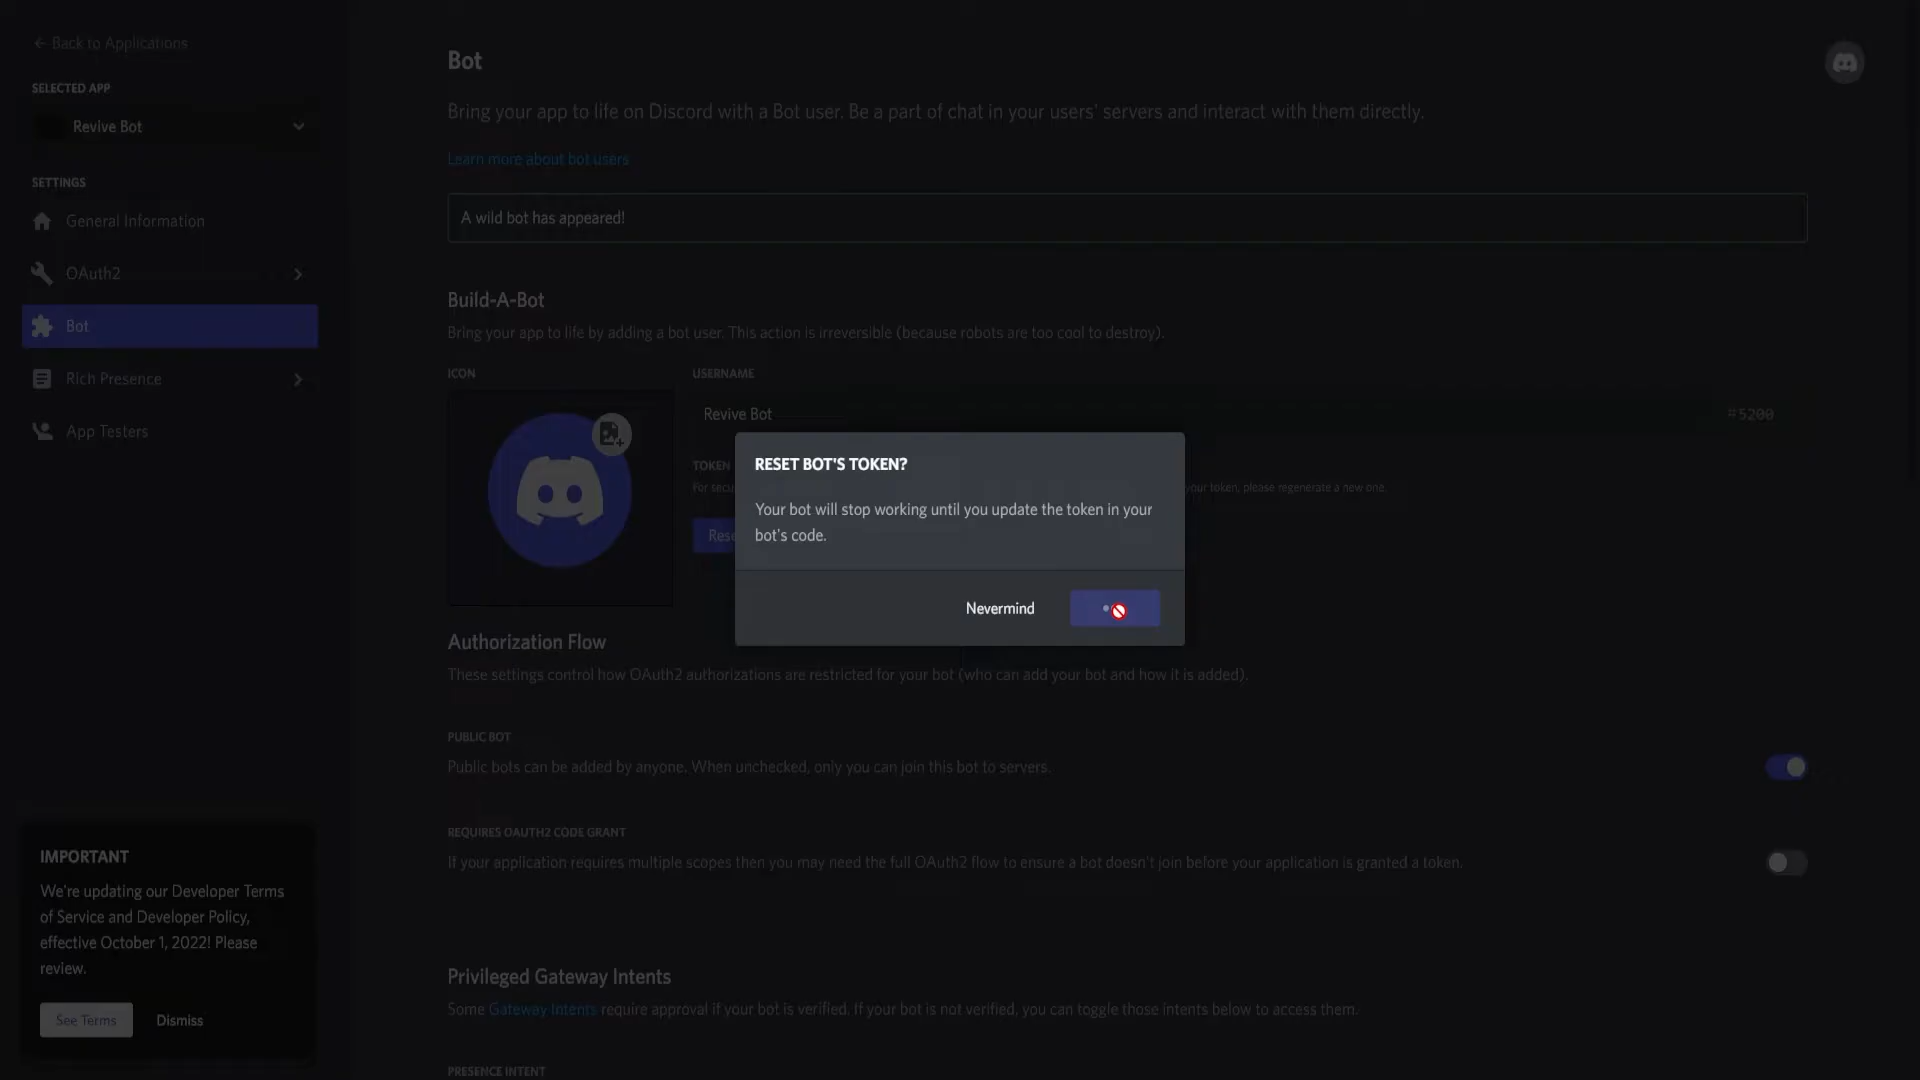 Back to Applications
SELECTED APP
Revive Bot
SETTINGS
General Information
OAuth2
Bot
Rich Presence
App Testers
IMPORTANT
We're updating our Developer Terms
of Service and Developer Policy,
effective October 1, 2022! Please
review.
See Terms
Dismiss
Bot
Bring your app to life on Discord with a Bot user. Be a part of chat in your users' servers and interact with them directly.
Learn more about bot users
A wild bot has appeared!
Build-A-Bot
Bring your app to life by adding a bot user. This action is irreversible (because robots are too cool to destroy).
ICON
USERNAME
Revive Bot
#5200
TOKEN
For secu
your token, please regenerate a new one.
Rese
RESET BOT'S TOKEN?
Your bot will stop working until you update the token in your
bot's code.
Nevermind
Authorization Flow
These settings control how OAuth2 authorizations are restricted for your bot (who can add your bot and how it is added).
PUBLIC BOT
Public bots can be added by anyone. When unchecked, only you can join this bot to servers.
REQUIRES OAUTH2 CODE GRANT
If your application requires multiple scopes then you may need the full OAuth2 flow to ensure a bot doesn't join before your application is granted a token.
Privileged Gateway Intents
Some Gateway Intents require approval if your bot is verified. If your bot is not verified, you can toggle those intents below to access them.
PRESENCE INTENT